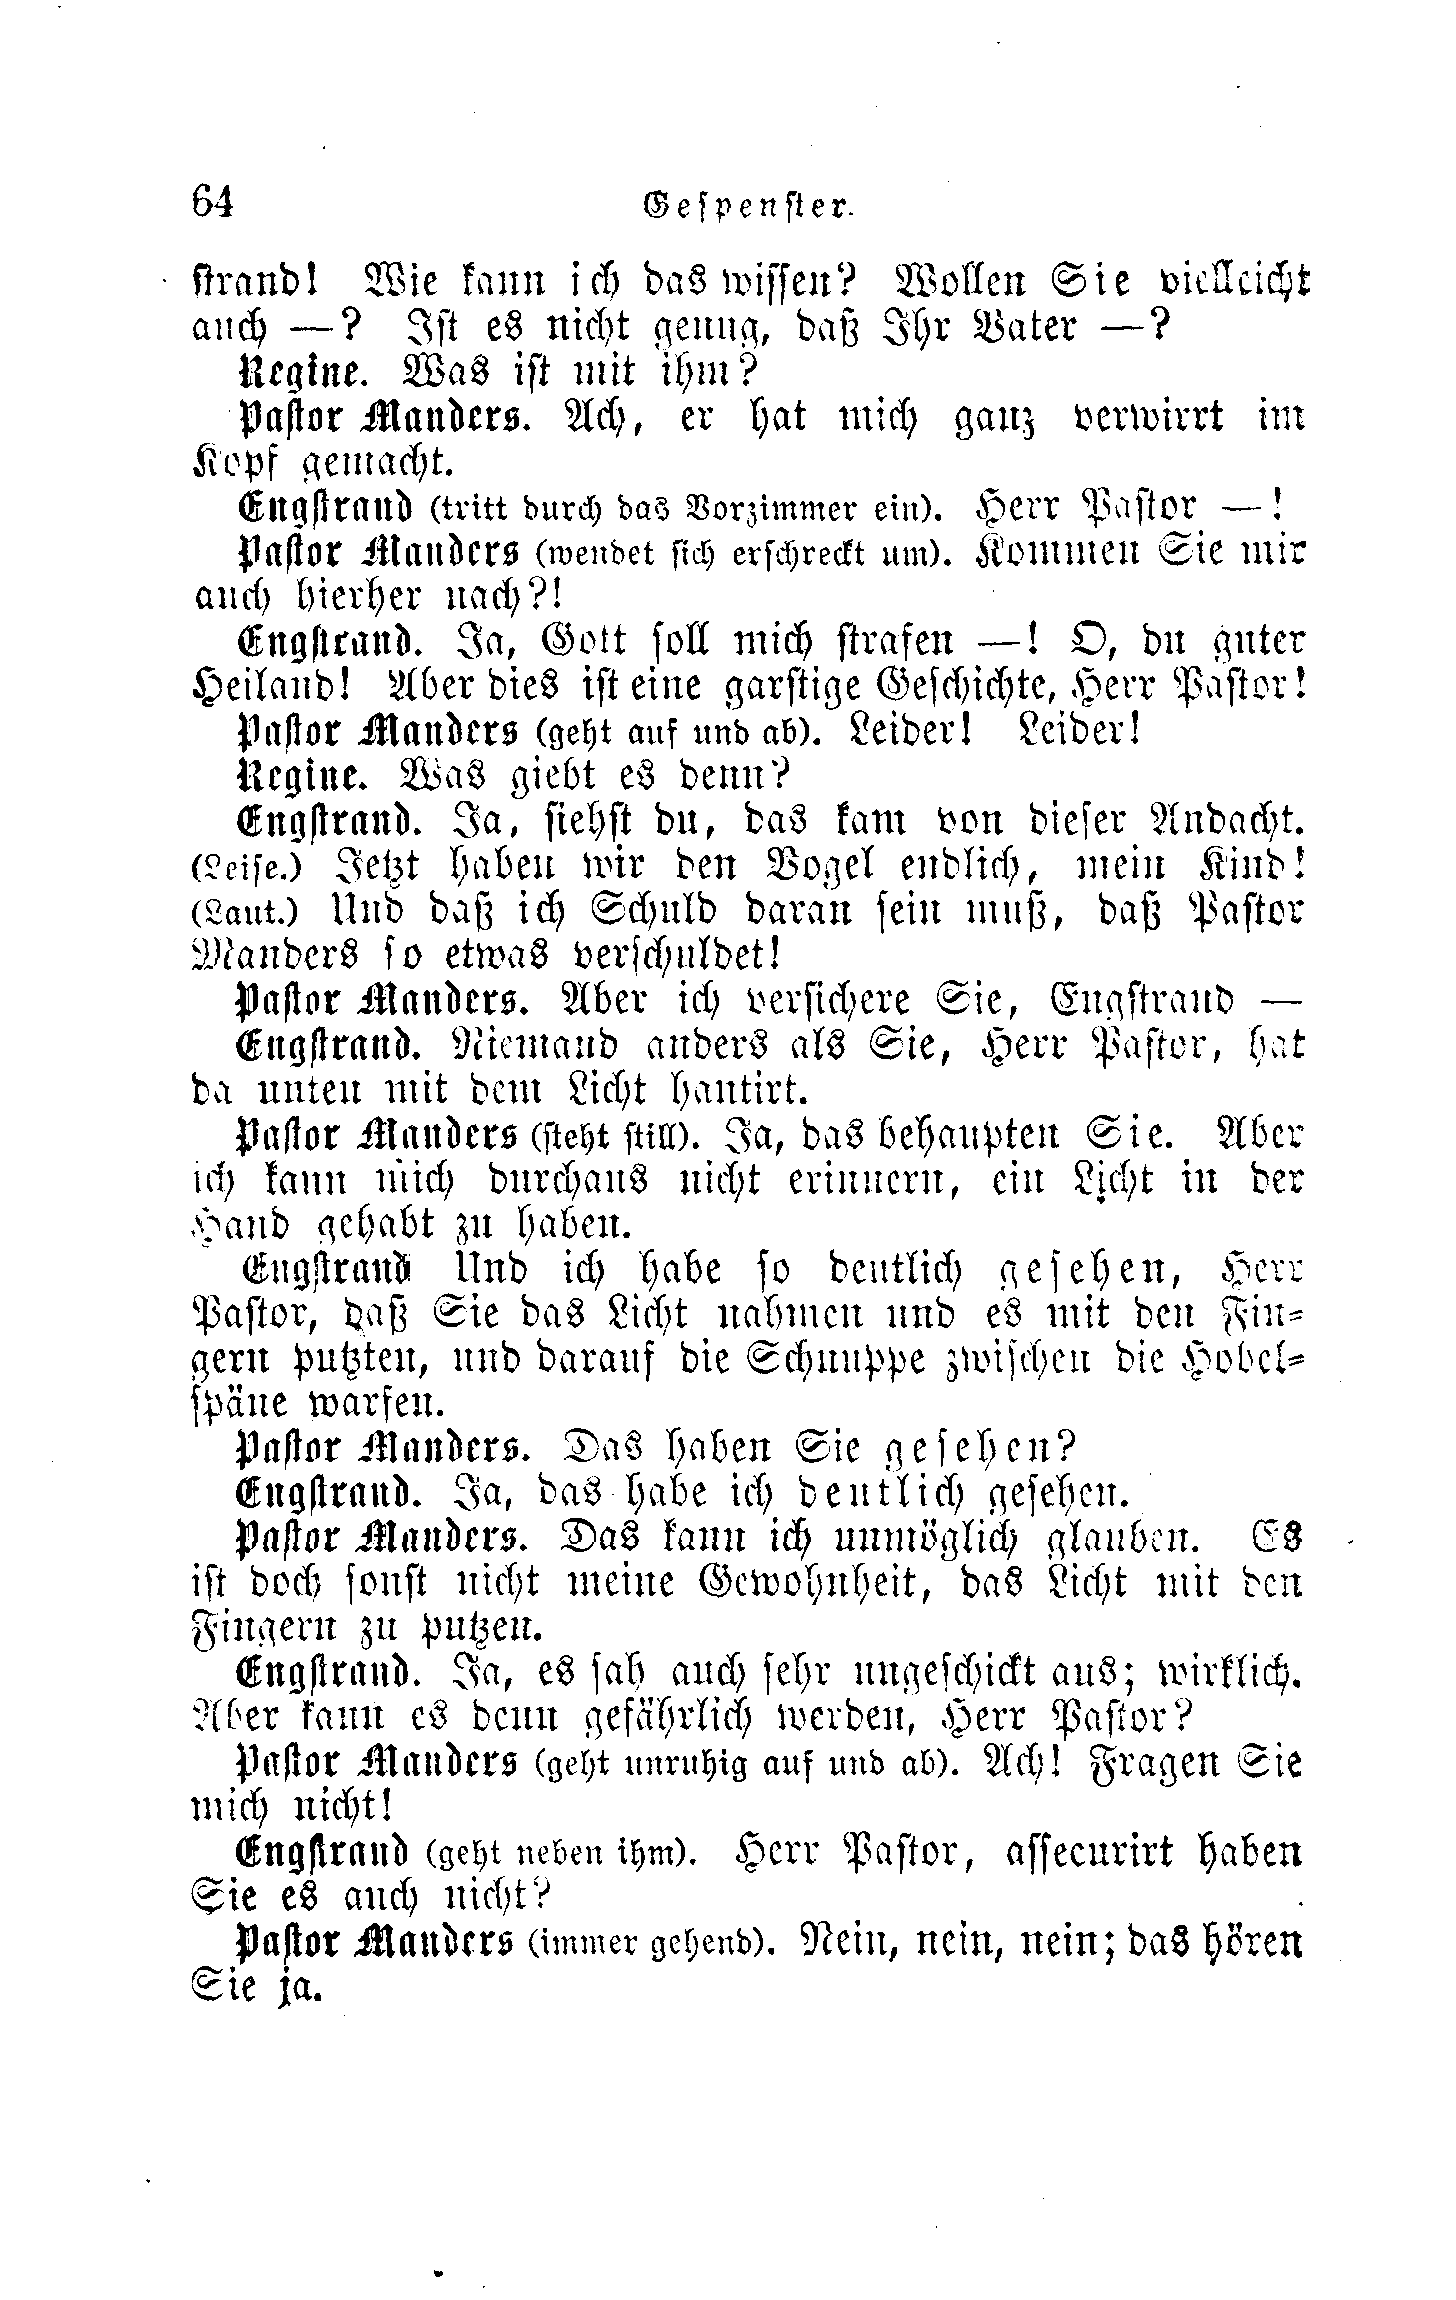 64 Gespenster.
strand! Wie kann ich das wissen? Wollen Sie vielleicht
auch —? Ist es nicht genug, daß Ihr Vater —?
Regine. Was ist mit ihm?
Pastor Manders. Ach, er hat mich ganz verwirrt im
Kopf gemacht.
Engstrand (tritt durch das Vorzimmer ein). Herr Pastor —!
Pastor Manders (wendet sich erschreckt um). Kommen Sie mir
auch hierher nach?!
Engstrand. Ja, Gott soll mich strafen —! O, du guter
Heiland! Aber dies ist eine garstige Geschichte, Herr Pastor!
Pastor Manders (geht auf und ab). Leider! Leider!
Regine. Was giebt es denn?
Engstrand. Ja, siehst du, das kam von dieser Andacht.
(Leise.) Jetzt haben wir den Vogel endlich, mein Kind!
(Laut.) Und daß ich Schuld daran sein muß, daß Pastor
Manders so etwas verschuldet!
Pastor Manders. Aber ich versichere Sie, Engstrand —
Engstrand. Niemand anders als Sie, Herr Pastor, hat
da unten mit dem Licht hantirt.
Pastor Manders (steht still). Ja, das behaupten Sie. Aber
ich kann mich durchaus nicht erinnern, ein Licht in der
Hand gehabt zu haben.
Engstrand Und ich habe so deutlich gesehen, Herr
Pastor, daß Sie das Licht nahmen und es mit den Fin-
gern putzten, und darauf die Schnuppe zwischen die Hobel-
späne warfen.
Pastor Manders. Das haben Sie gesehen?
Engstrand. Ja, das habe ich deutlich gesehen.
Pastor Manders. Das kann ich unmöglich glauben. Es
ist doch sonst nicht meine Gewohnheit, das Licht mit den
Fingern zu putzen.
Engstrand. Ja, es sah auch sehr ungeschickt aus; wirklich.
Aber kann es denn gefährlich werden, Herr Pastor?
Pastor Manders (geht unruhig auf und ab). Ach! Fragen Sie
mich nicht!
Engstrand (geht neben ihm). Herr Pastor, assecurirt haben
Sie es auch nicht?
Pastor Manders (immer gehend). Nein, nein, nein; das hören
Sie ja.